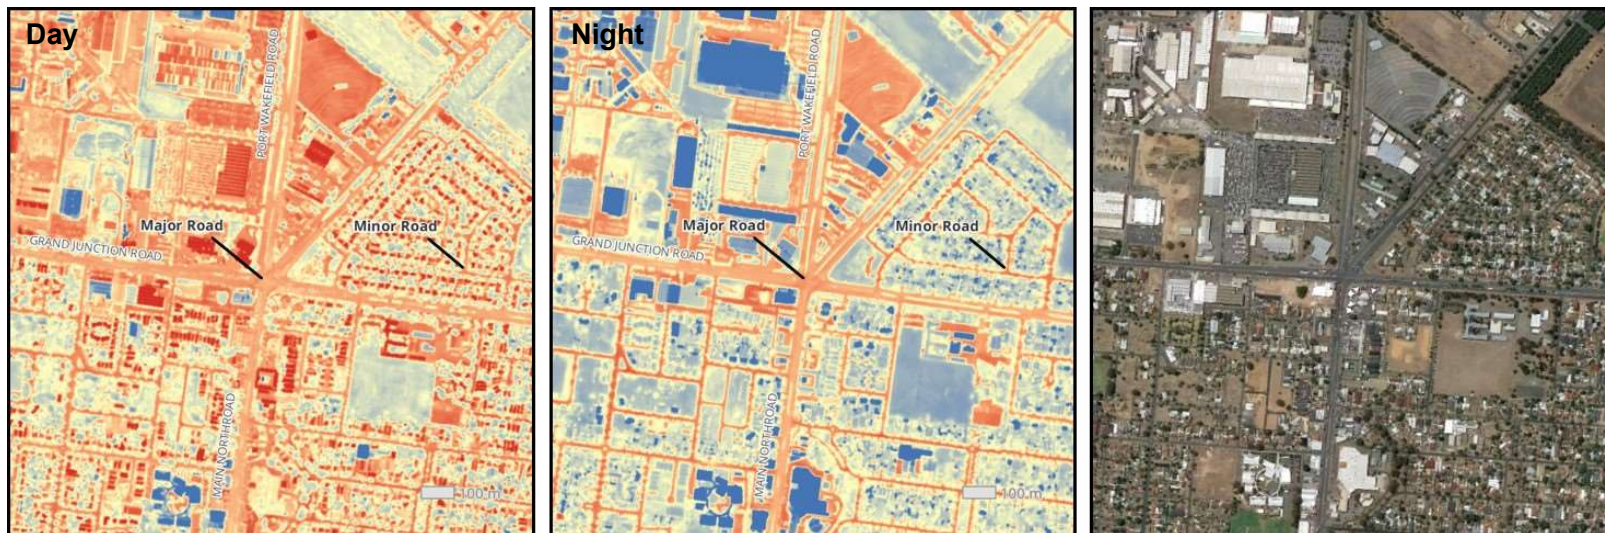 Day
PORT WAKEFIELD ROAD
Major Road
Minor Road
GRAND JUNCTION ROAD
MAIN NORTH ROAD
100 m
Night
PORT WAKEFIELD ROAD
Major Road
Minor Road
GRAND JUNCTION ROAD
MAIN NORTH ROAD
100 m